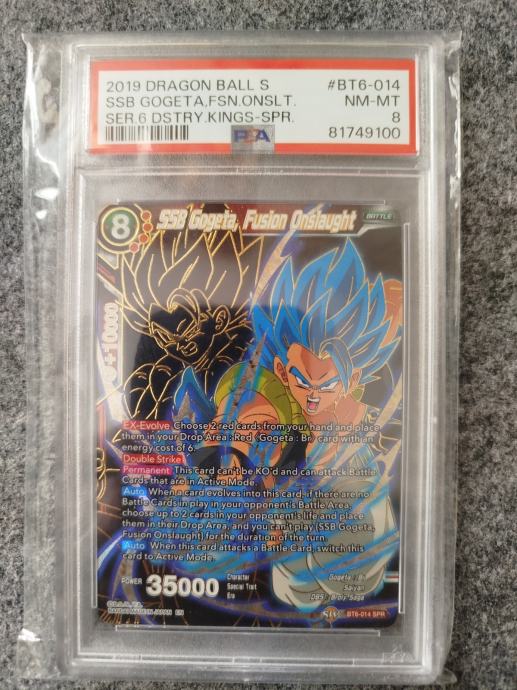 2019 DRAGON BALL S #BT6-014
SSB GOGETA,FSN.ONSLT. NM-MT
SER.6 DSTRY.KINGS-SPR. 8
PSA 81749100
8 SSB Gogeta, Fusion Onslaught BATTLE
+10000
EX-Evolve Choose 2 red cards from your hand and place
them in your Drop Area : Red ⟨Gogeta : Br⟩ card with an
energy cost of 6.
Double Strike
Permanent This card can't be KO'd and can attack Battle
Cards that are in Active Mode.
Auto When a card evolves into this card, if there are no
Battle Cards in play in your opponent's Battle Area,
choose up to 2 cards in your opponent's life and place
them in their Drop Area, and you can't play {SSB Gogeta,
Fusion Onslaught} for the duration of the turn.
Auto When this card attacks a Battle Card, switch this
card to Active Mode.
POWER 35000
Character Gogeta : Br
Special Trait Saiyan
Era DBS : Broly Saga
BANDAI MADE IN JAPAN EN
BT6-014 SPR